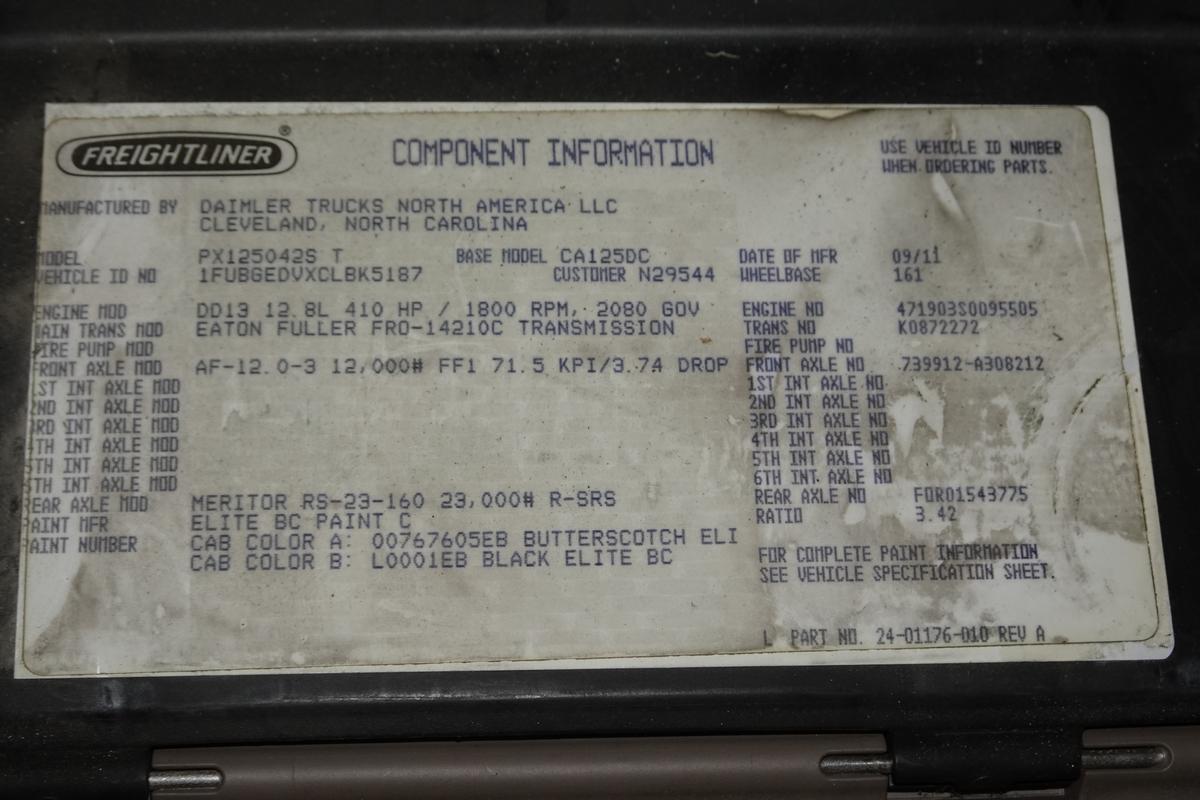 FREIGHTLINER ®
COMPONENT INFORMATION
USE VEHICLE ID NUMBER
WHEN ORDERING PARTS.
MANUFACTURED BY DAIMLER TRUCKS NORTH AMERICA LLC
CLEVELAND, NORTH CAROLINA
MODEL PX125042S T BASE MODEL CA125DC DATE OF MFR 09/11
VEHICLE ID NO 1FUBGEDVXCLBK5187 CUSTOMER N29544 WHEELBASE 161
ENGINE MOD DD13 12.8L 410 HP / 1800 RPM, 2080 GOV ENGINE NO 471903S0095505
AIN TRANS MOD EATON FULLER FRO-14210C TRANSMISSION TRANS NO K0872272
FIRE PUMP MOD FIRE PUMP NO
FRONT AXLE MOD AF-12.0-3 12,000# FF1 71.5 KPI/3.74 DROP FRONT AXLE NO 739912-A308212
1ST INT AXLE MOD 1ST INT AXLE NO
2ND INT AXLE MOD 2ND INT AXLE NO
3RD INT AXLE MOD 3RD INT AXLE NO
4TH INT AXLE MOD 4TH INT AXLE NO
5TH INT AXLE MOD 5TH INT AXLE NO
6TH INT AXLE MOD 6TH INT AXLE NO
REAR AXLE MOD MERITOR RS-23-160 23,000# R-SRS REAR AXLE NO FOR01543775
PAINT MFR ELITE BC PAINT C RATIO 3.42
PAINT NUMBER CAB COLOR A: 00767605EB BUTTERSCOTCH ELI
CAB COLOR B: L0001EB BLACK ELITE BC
FOR COMPLETE PAINT INFORMATION
SEE VEHICLE SPECIFICATION SHEET.
L PART NO. 24-01176-010 REV A